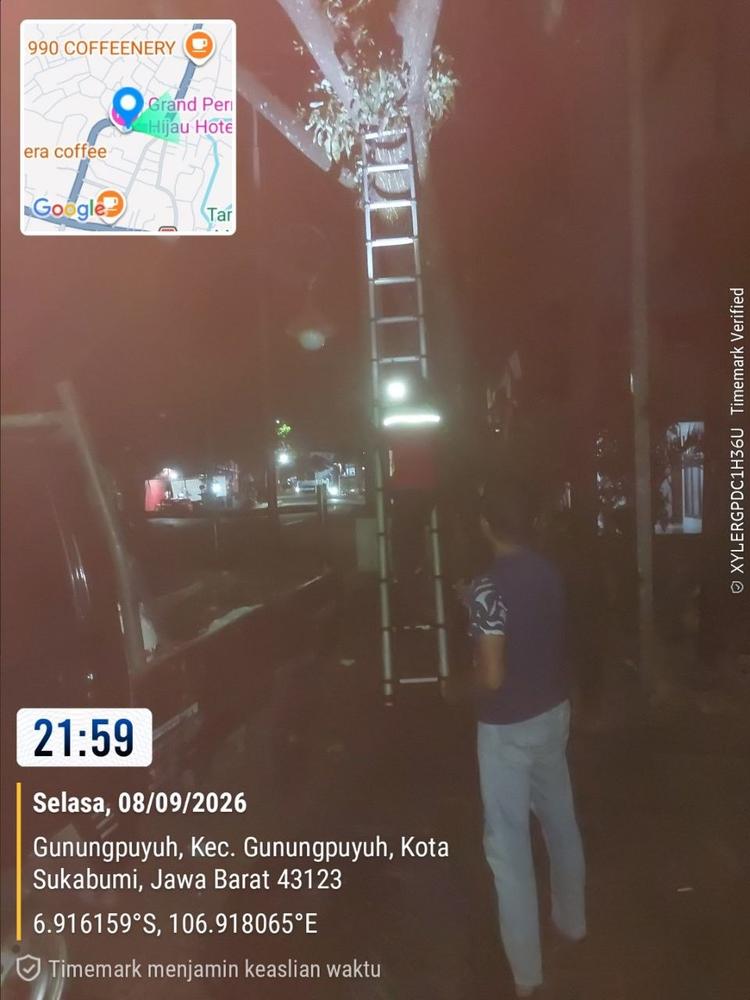 990 COFFEENERY
Grand Per
Hijau Hote
era coffee
Google
Tar
21:59
Selasa, 08/09/2026
Gunungpuyuh, Kec. Gunungpuyuh, Kota
Sukabumi, Jawa Barat 43123
6.916159°S, 106.918065°E
Timemark menjamin keaslian waktu
XYLERGPDC1H36U Timemark Verified